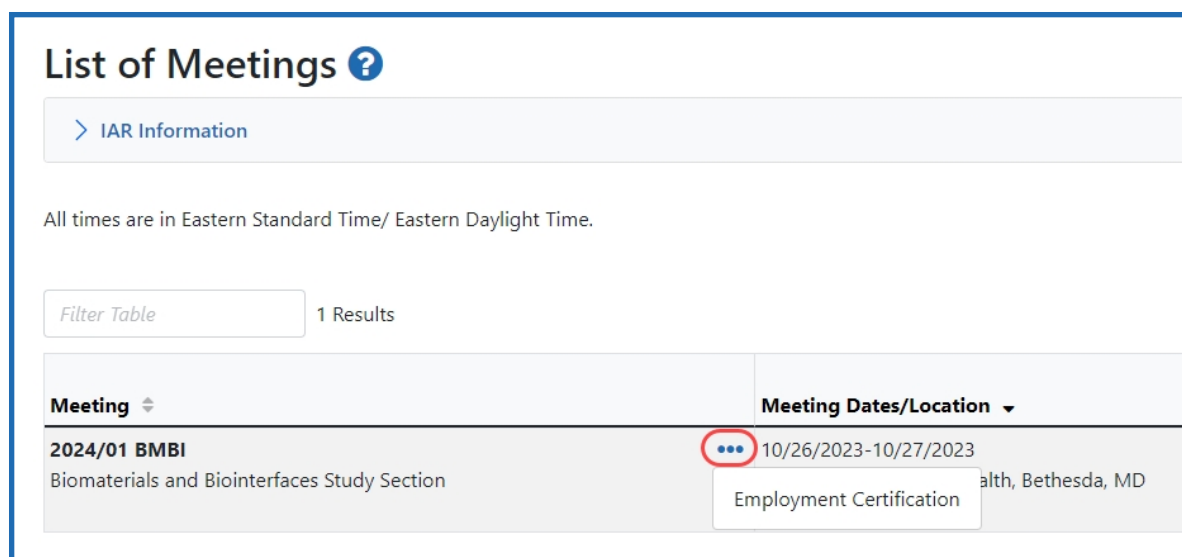 List of Meetings ?
IAR Information
All times are in Eastern Standard Time/ Eastern Daylight Time.
Filter Table 1 Results
Meeting Meeting Dates/Location
2024/01 BMBI ••• 10/26/2023-10/27/2023
Biomaterials and Biointerfaces Study Section Bethesda, MD
Employment Certification